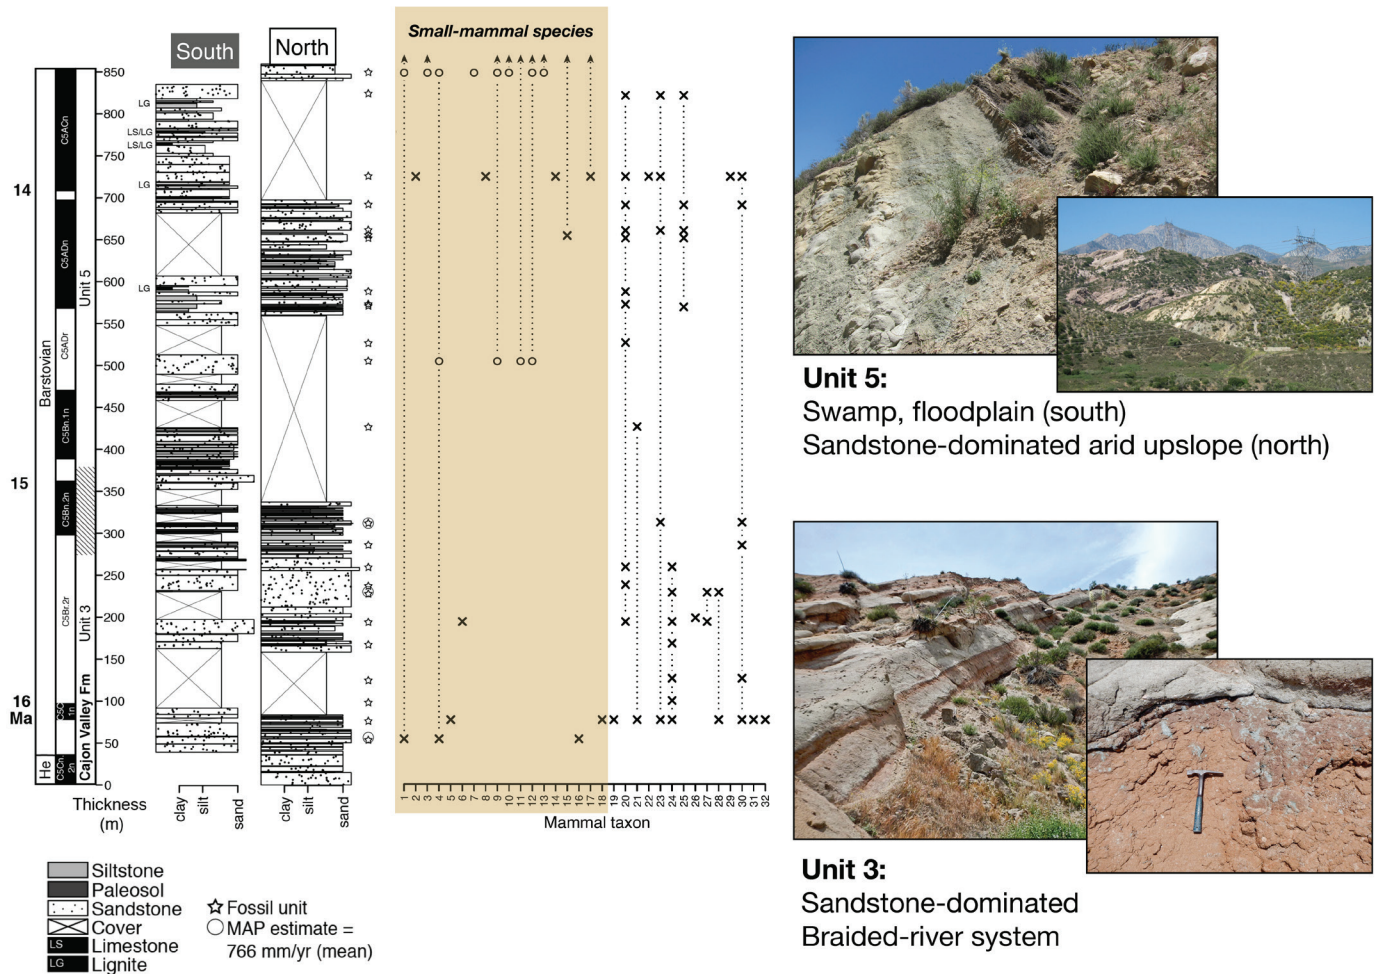 Small-mammal species
South
North
850
800
750
700
650
600
550
500
450
400
350
300
250
200
150
100
50
0
14
15
16
Ma
Barstovian
He
C5ACn
C5ADn
C5ADr
C5Bn.1n
C5Bn.2n
C5Br.2r
C5C
1n
C5Cn.
2n
Unit 5
Unit 3
Cajon Valley Fm
LG
LS/LG
LS/LG
LG
LG
Thickness
(m)
clay
silt
sand
clay
silt
sand
1 2 3 4 5 6 7 8 9 10 11 12 13 14 15 16 17 18 19 20 21 22 23 24 25 26 27 28 29 30 31 32
Mammal taxon
Siltstone
Paleosol
Sandstone
Cover
LS Limestone
LG Lignite
Fossil unit
MAP estimate =
766 mm/yr (mean)
Unit 5:
Swamp, floodplain (south)
Sandstone-dominated arid upslope (north)
Unit 3:
Sandstone-dominated
Braided-river system